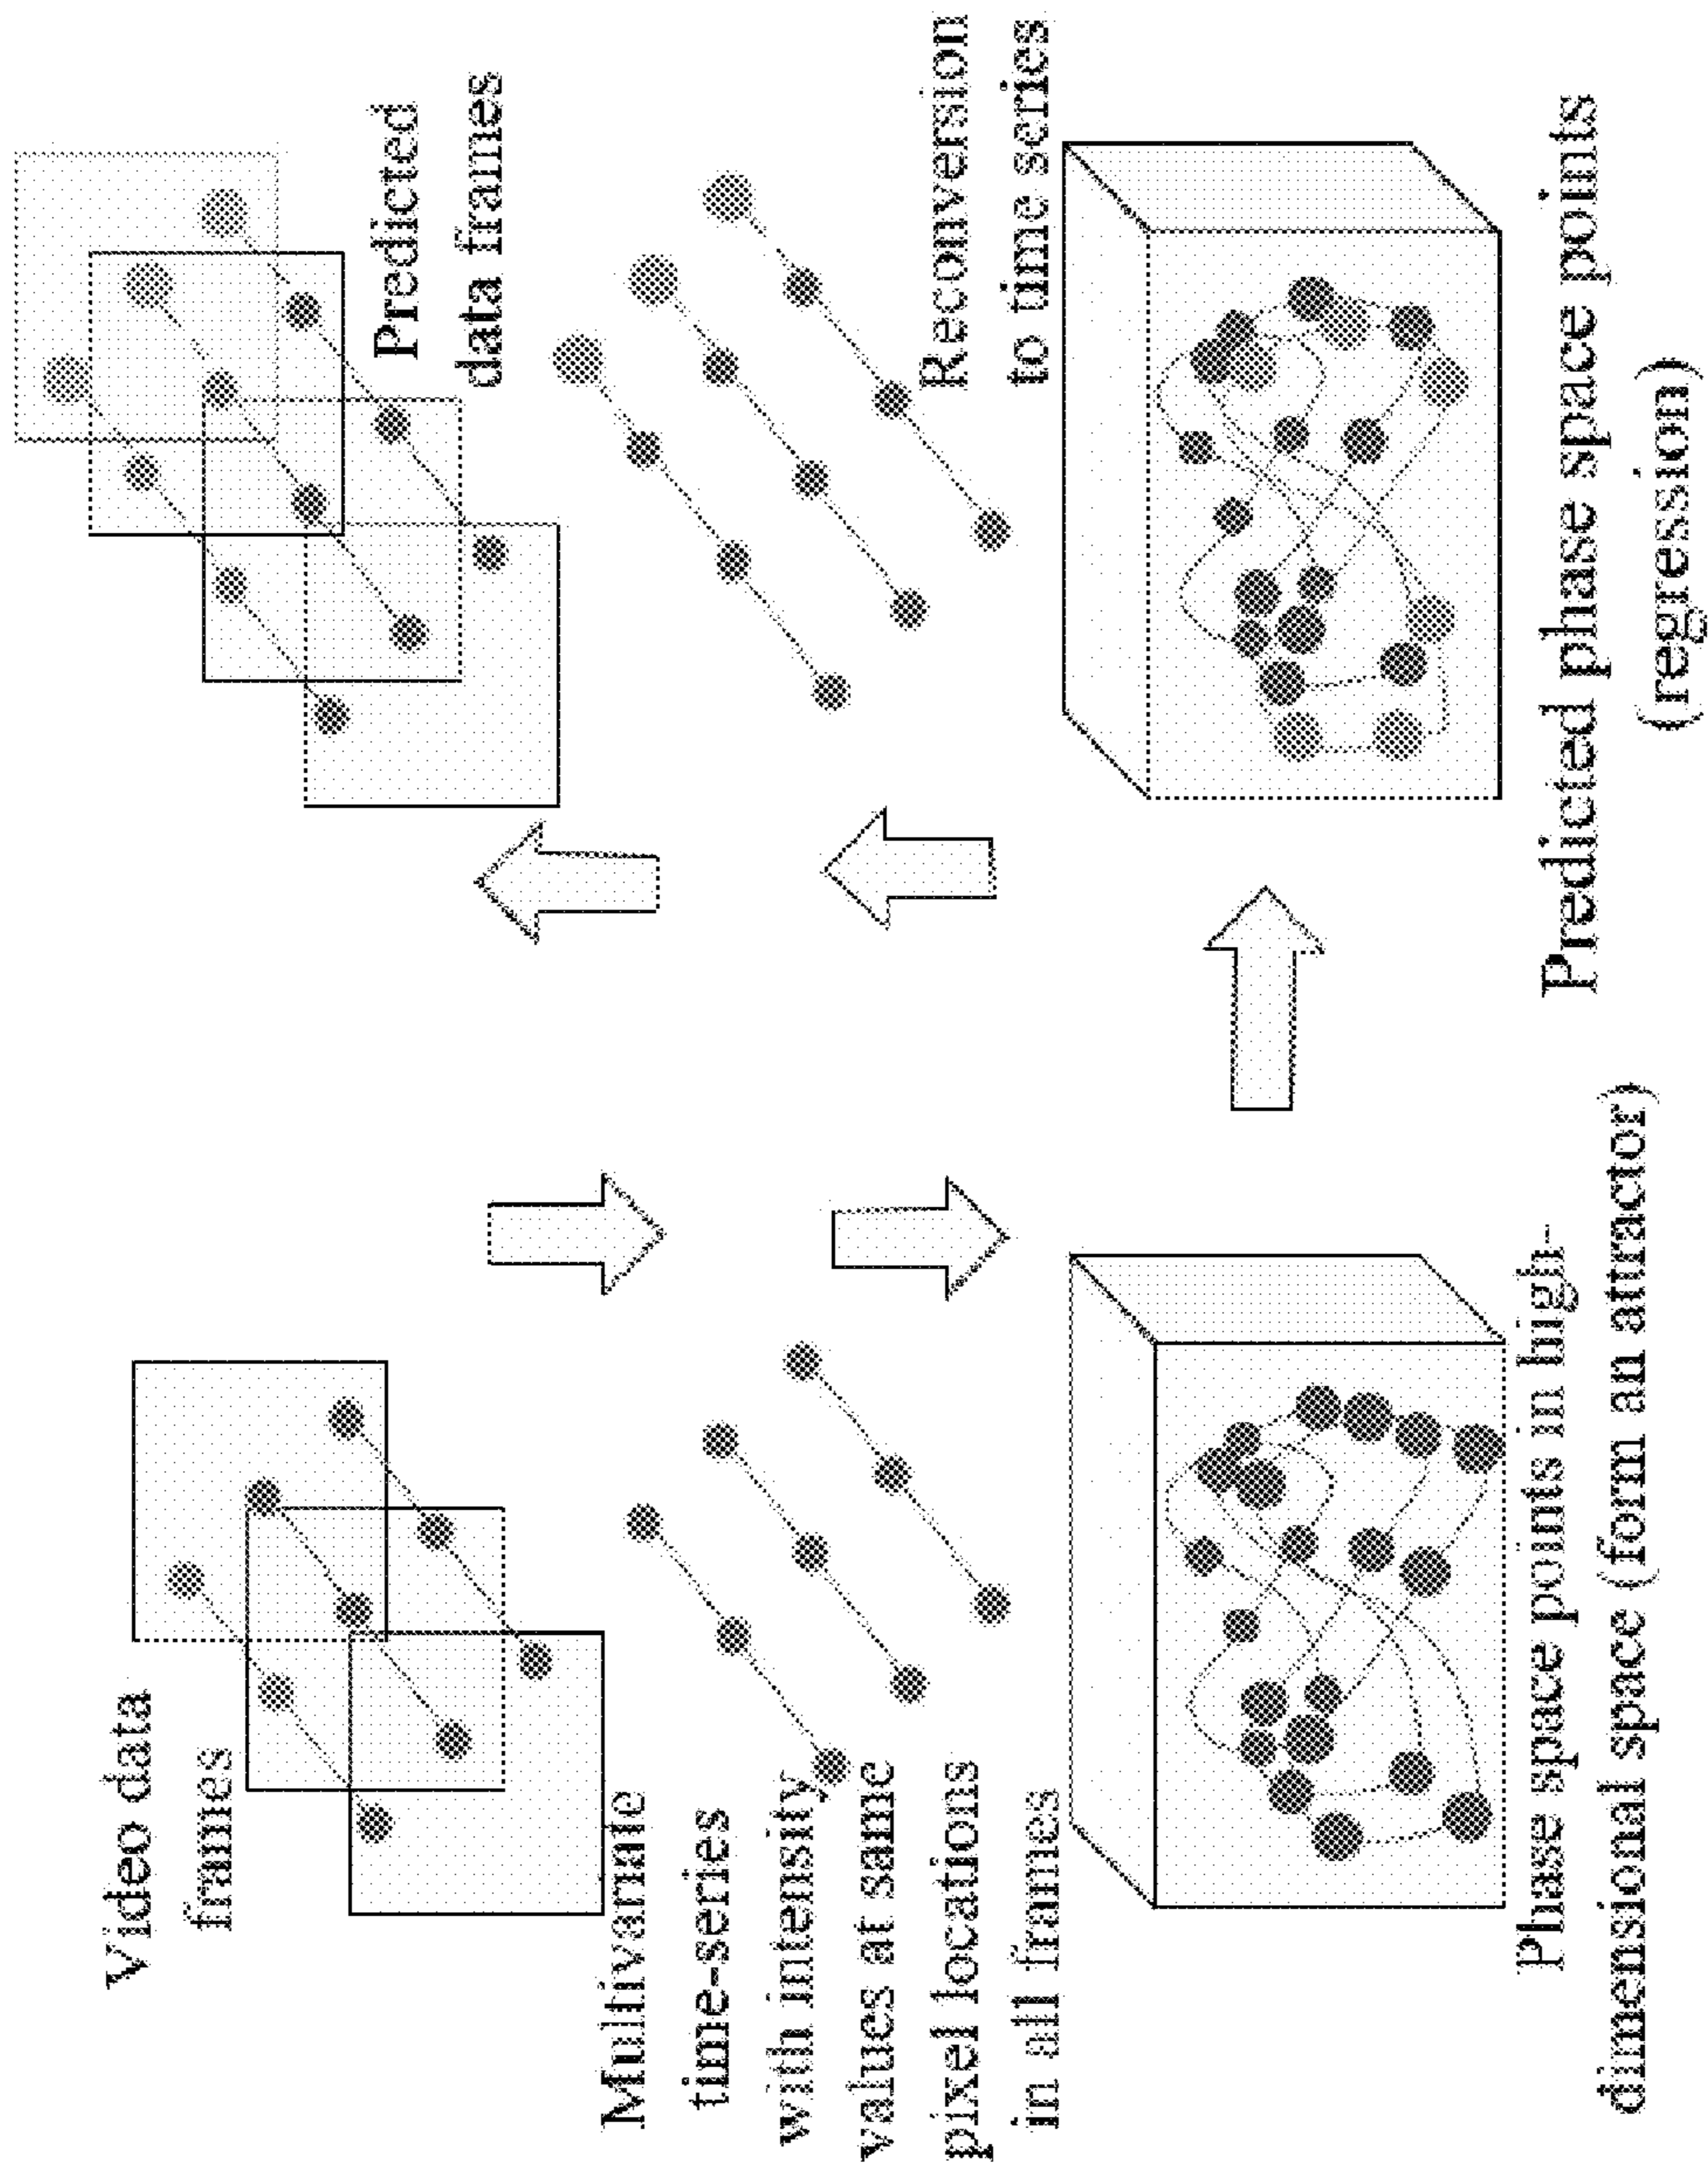 Video data
frames
Multivariate
time-series
with intensity
values at same
pixel locations
in all frames
Phase space points in high-
dimensional space (form an attractor)
Predicted phase space points
(regression)
Reconversion
to time series
Predicted
data frames